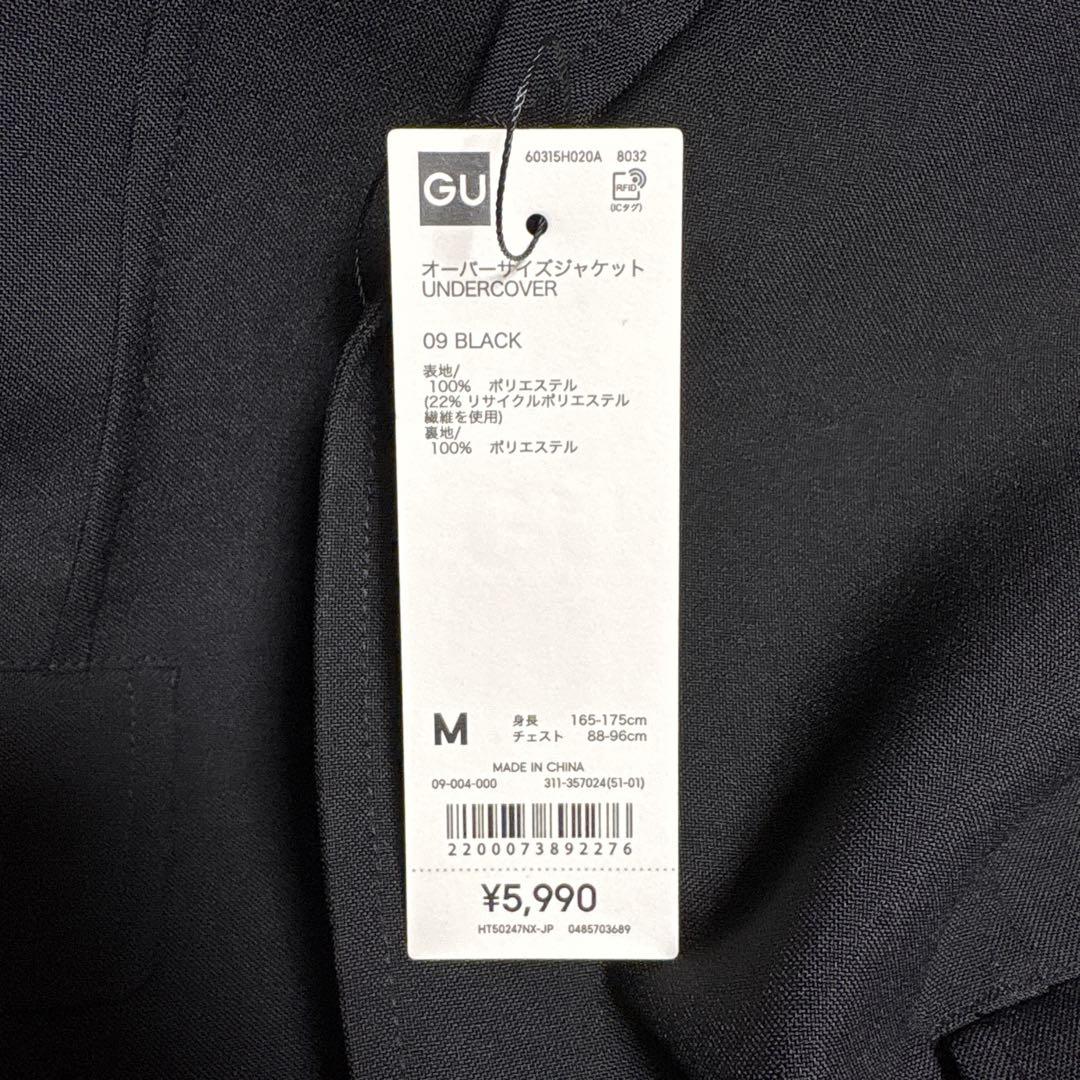 60315H020A 8032
GU
RFID
(ICタグ)
オーバーサイズジャケット
UNDERCOVER
09 BLACK
表地/
100% ポリエステル
(22% リサイクルポリエステル
繊維を使用)
裏地/
100% ポリエステル
M 身長 165-175cm
チェスト 88-96cm
MADE IN CHINA
09-004-000 311-357024(51-01)
2200073892276
¥5,990
HT50247NX-JP 0485703689